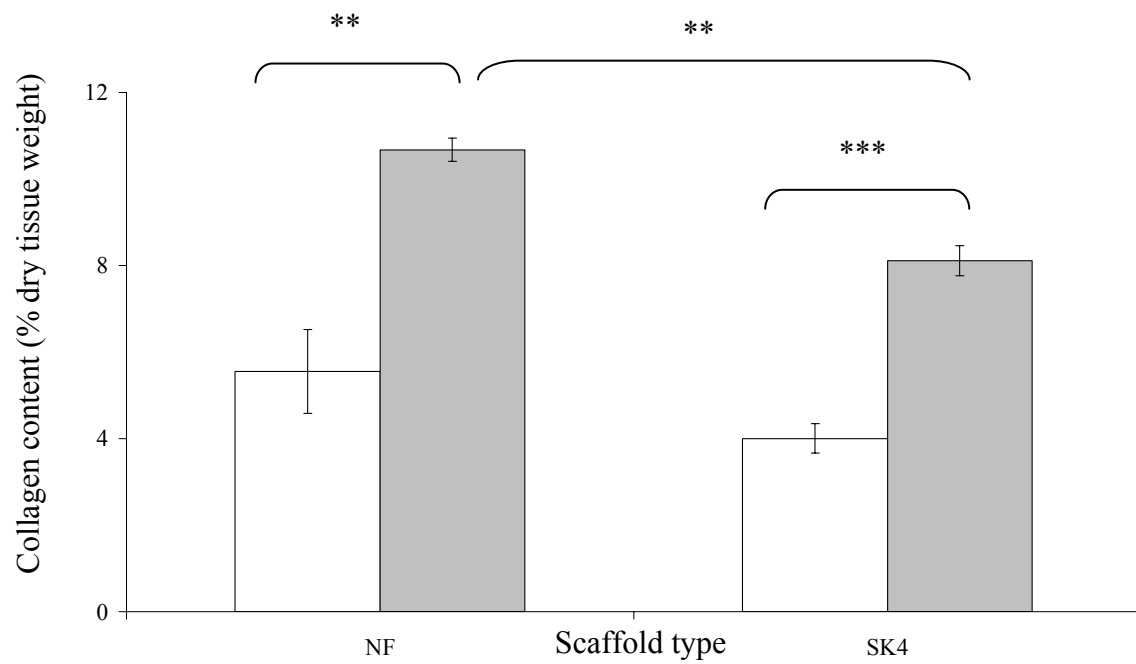 **
**
Collagen content (% dry tissue weight)
12
***
8
4
0
NF
Scaffold type
SK4